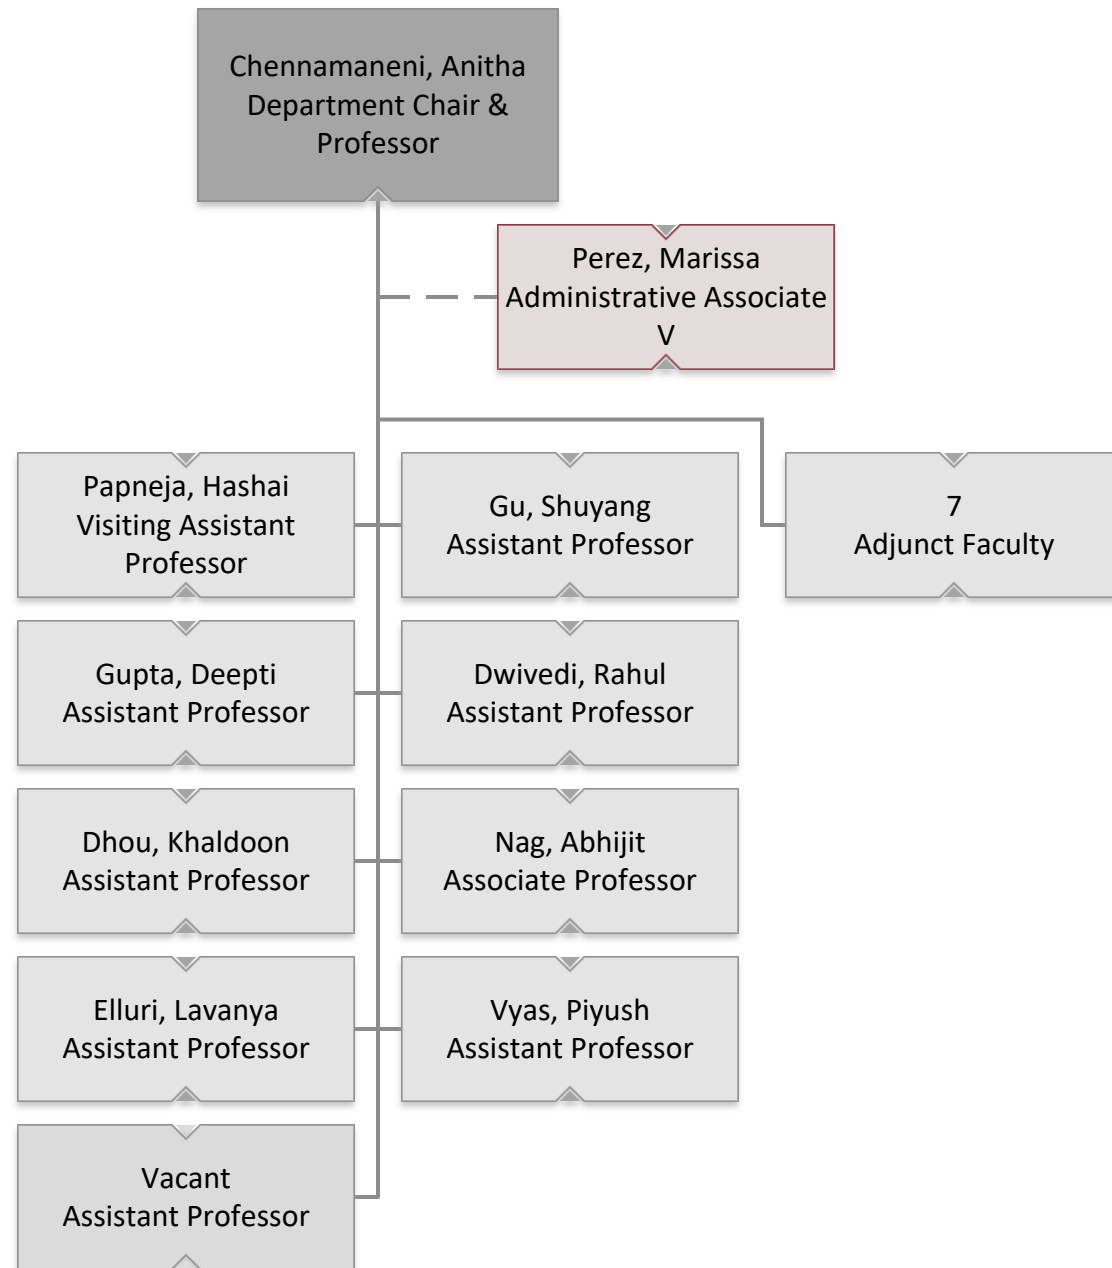 Chennamaneni, Anitha
Department Chair &
Professor
Perez, Marissa
Administrative Associate
V
Papneja, Hashai
Visiting Assistant
Professor
Gu, Shuyang
Assistant Professor
7
Adjunct Faculty
Gupta, Deepti
Assistant Professor
Dwivedi, Rahul
Assistant Professor
Dhou, Khaldoon
Assistant Professor
Nag, Abhijit
Associate Professor
Elluri, Lavanya
Assistant Professor
Vyas, Piyush
Assistant Professor
Vacant
Assistant Professor